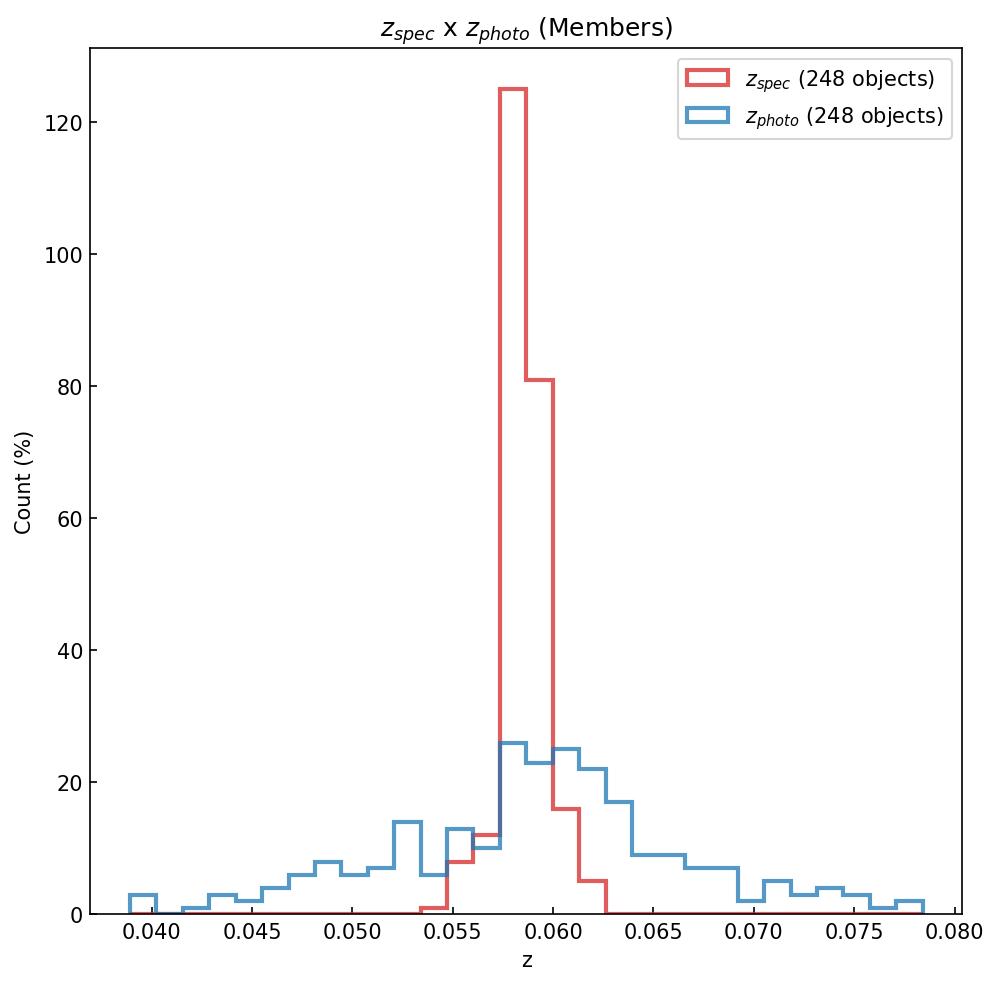 z_spec x z_photo (Members)
z_spec (248 objects)
z_photo (248 objects)
Count (%)
120
100
80
60
40
20
0
0.040 0.045 0.050 0.055 0.060 0.065 0.070 0.075 0.080
z